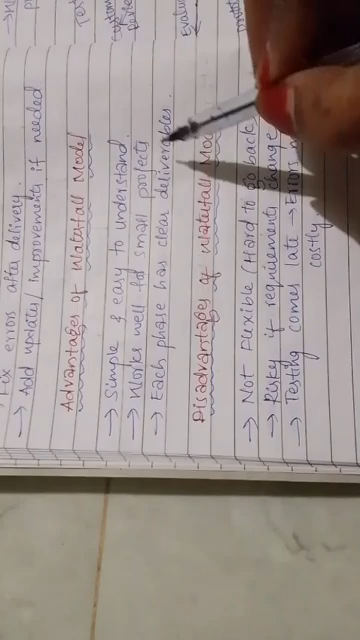 Fix errors after delivery
→ Add updates/ improvements if needed
Advantages of Waterfall Model
→ Simple & easy to understand.
→ Works well for small projects
→ Each phase has clear deliverables.
Disadvantages of Waterfall Mo
→ Not Flexible (Hard to go back
→ Risky if requirements change
→ Testing comes late → Errors
costly